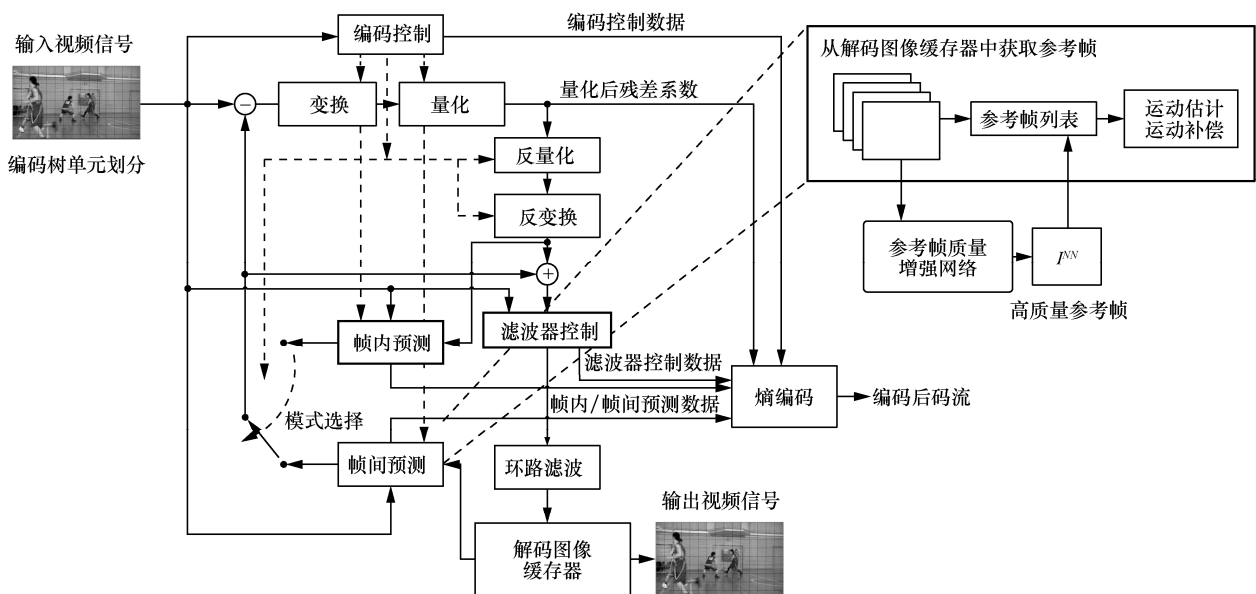 输入视频信号
编码树单元划分
编码控制
编码控制数据
变换
量化
量化后残差系数
反量化
反变换
滤波器控制
滤波器控制数据
帧内预测
帧内/帧间预测数据
模式选择
帧间预测
环路滤波
解码图像
缓存器
输出视频信号
熵编码
编码后码流
从解码图像缓存器中获取参考帧
参考帧列表
运动估计
运动补偿
参考帧质量
增强网络
I^NN
高质量参考帧